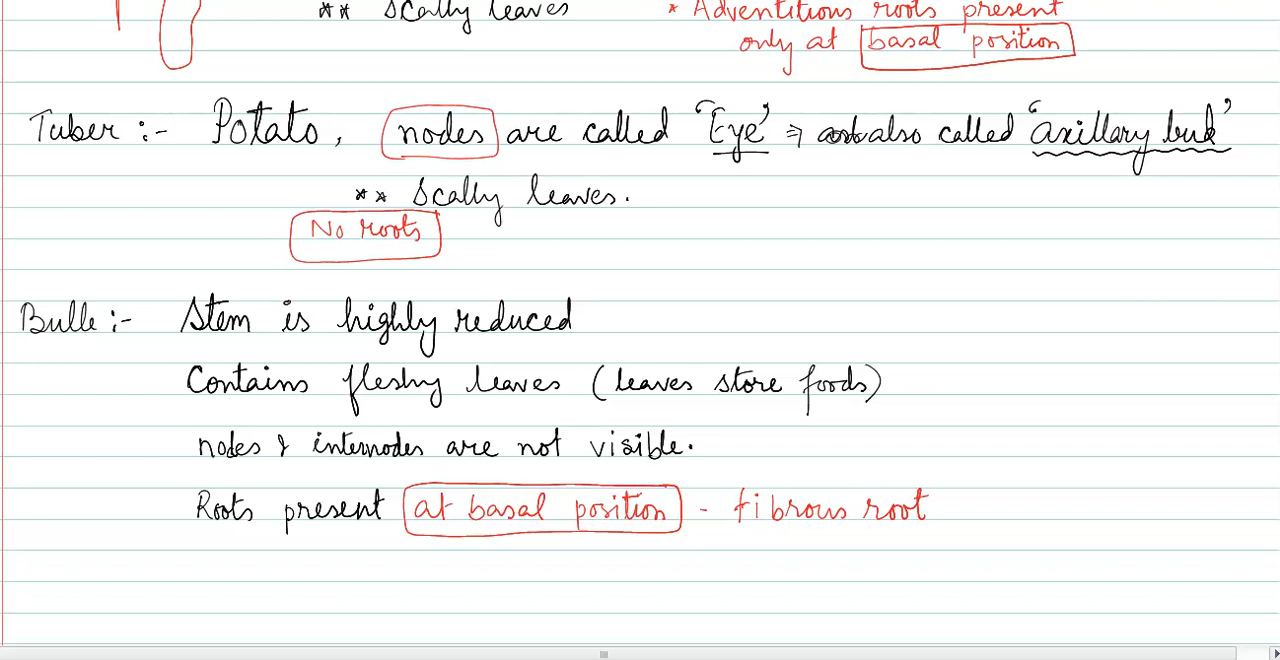 ** Scally leaves
* Adventitious roots present
only at basal position
Tuber :- Potato, nodes are called 'Eye' ⇒ also called 'axillary bud'
** Scally leaves.
No roots
Bulb :- Stem is highly reduced
Contains fleshy leaves (leaves store foods)
nodes & internodes are not visible.
Roots present at basal position - fibrous root